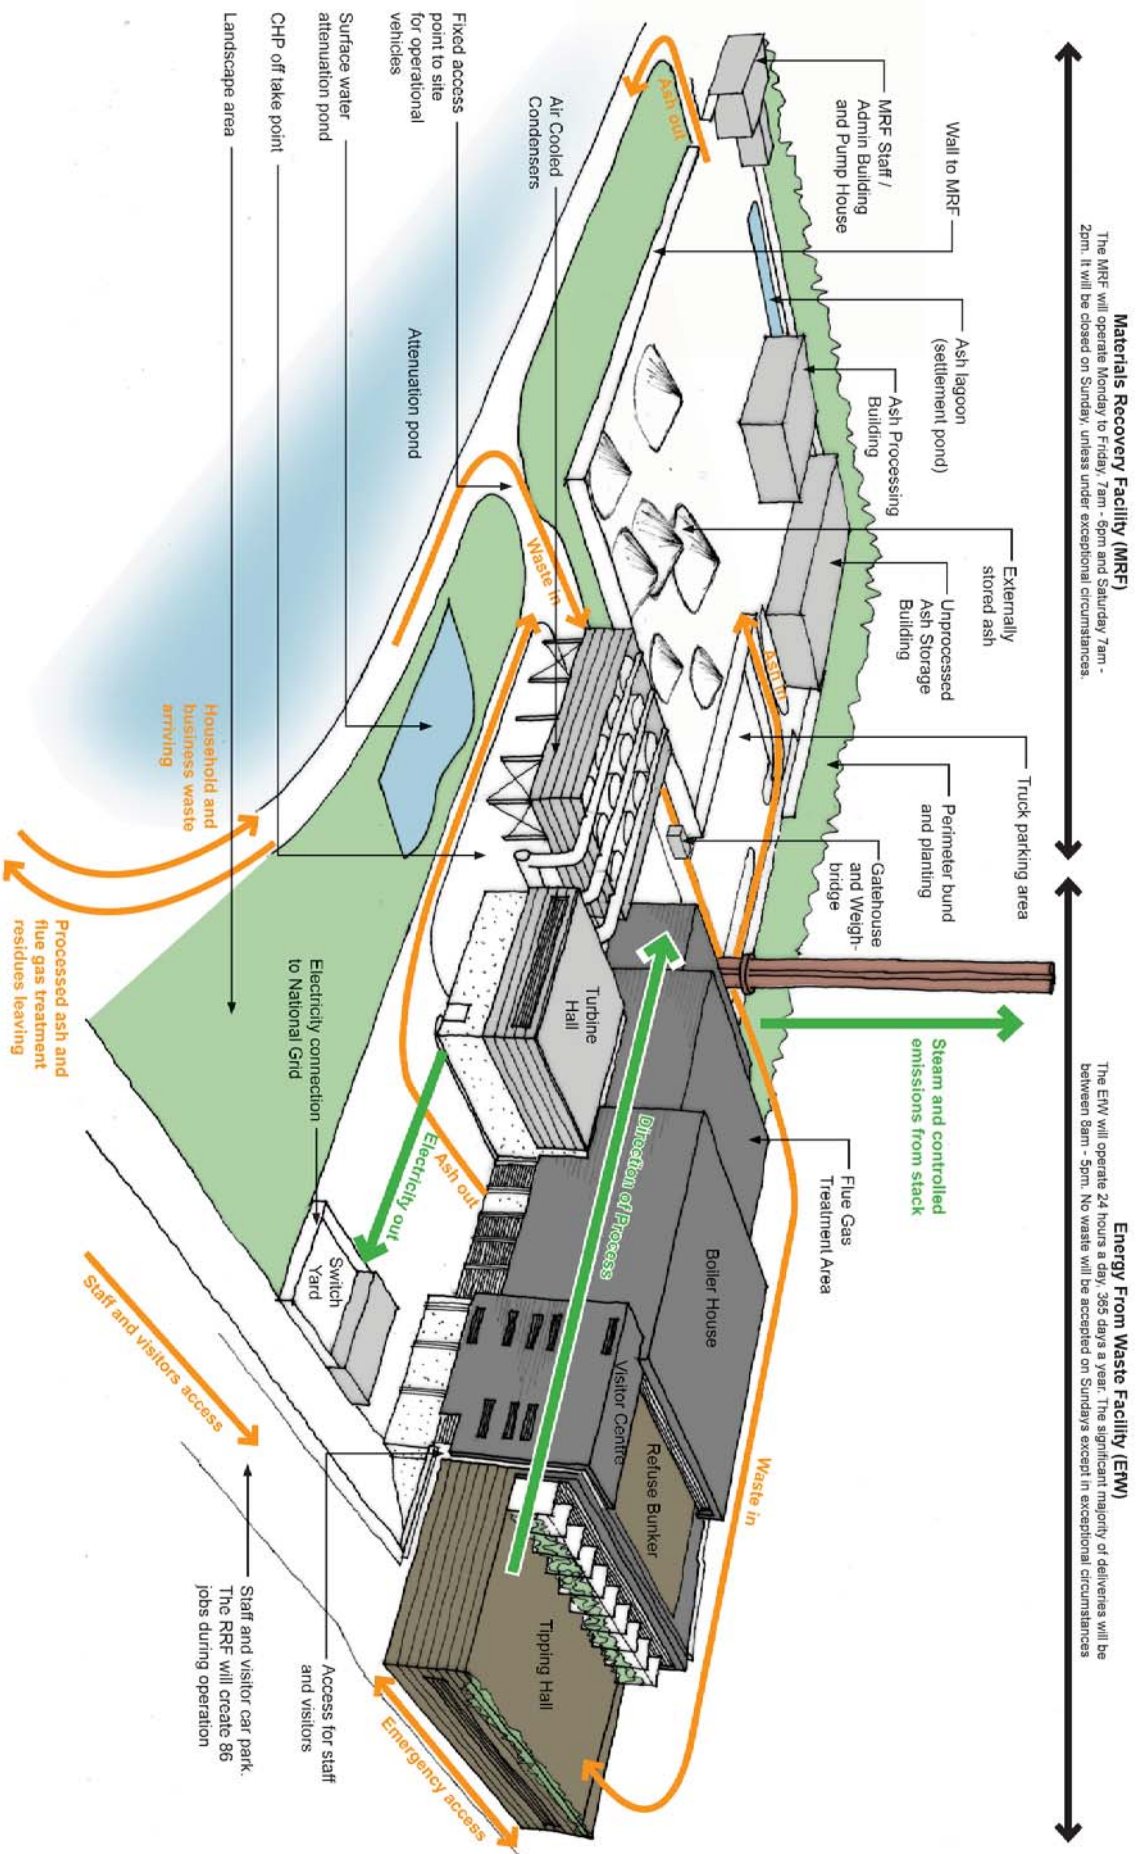 Materials Recovery Facility (MRF)
The MRF will operate Monday to Friday, 7am - 6pm and Saturday 7am -
2pm. It will be closed on Sunday, unless under exceptional circumstances.
Energy From Waste Facility (EfW)
The EfW will operate 24 hours a day, 365 days a year. The significant majority of deliveries will be
between 8am - 5pm. No waste will be accepted on Sundays except in exceptional circumstances
Wall to MRF
MRF Staff /
Admin Building
and Pump House
Ash lagoon
(settlement pond)
Ash Processing
Building
Externally
stored ash
Unprocessed
Ash Storage
Building
Truck parking area
Perimeter bund
and planting
Gatehouse
and Weigh-
bridge
Steam and controlled
emissions from stack
Flue Gas
Treatment Area
Ash out
Ash in
Waste in
Boiler House
Refuse Bunker
Visitor Centre
Tipping Hall
Direction of Process
Turbine
Hall
Waste in
Air Cooled
Condensers
Fixed access
point to site
for operational
vehicles
Attenuation pond
Surface water
attenuation pond
CHP off take point
Landscape area
Ash out
Electricity out
Switch
Yard
Electricity connection
to National Grid
Household and
business waste
arriving
Processed ash and
flue gas treatment
residues leaving
Staff and visitors access
Access for staff
and visitors
Emergency access
Staff and visitor car park.
The RRF will create 86
jobs during operation